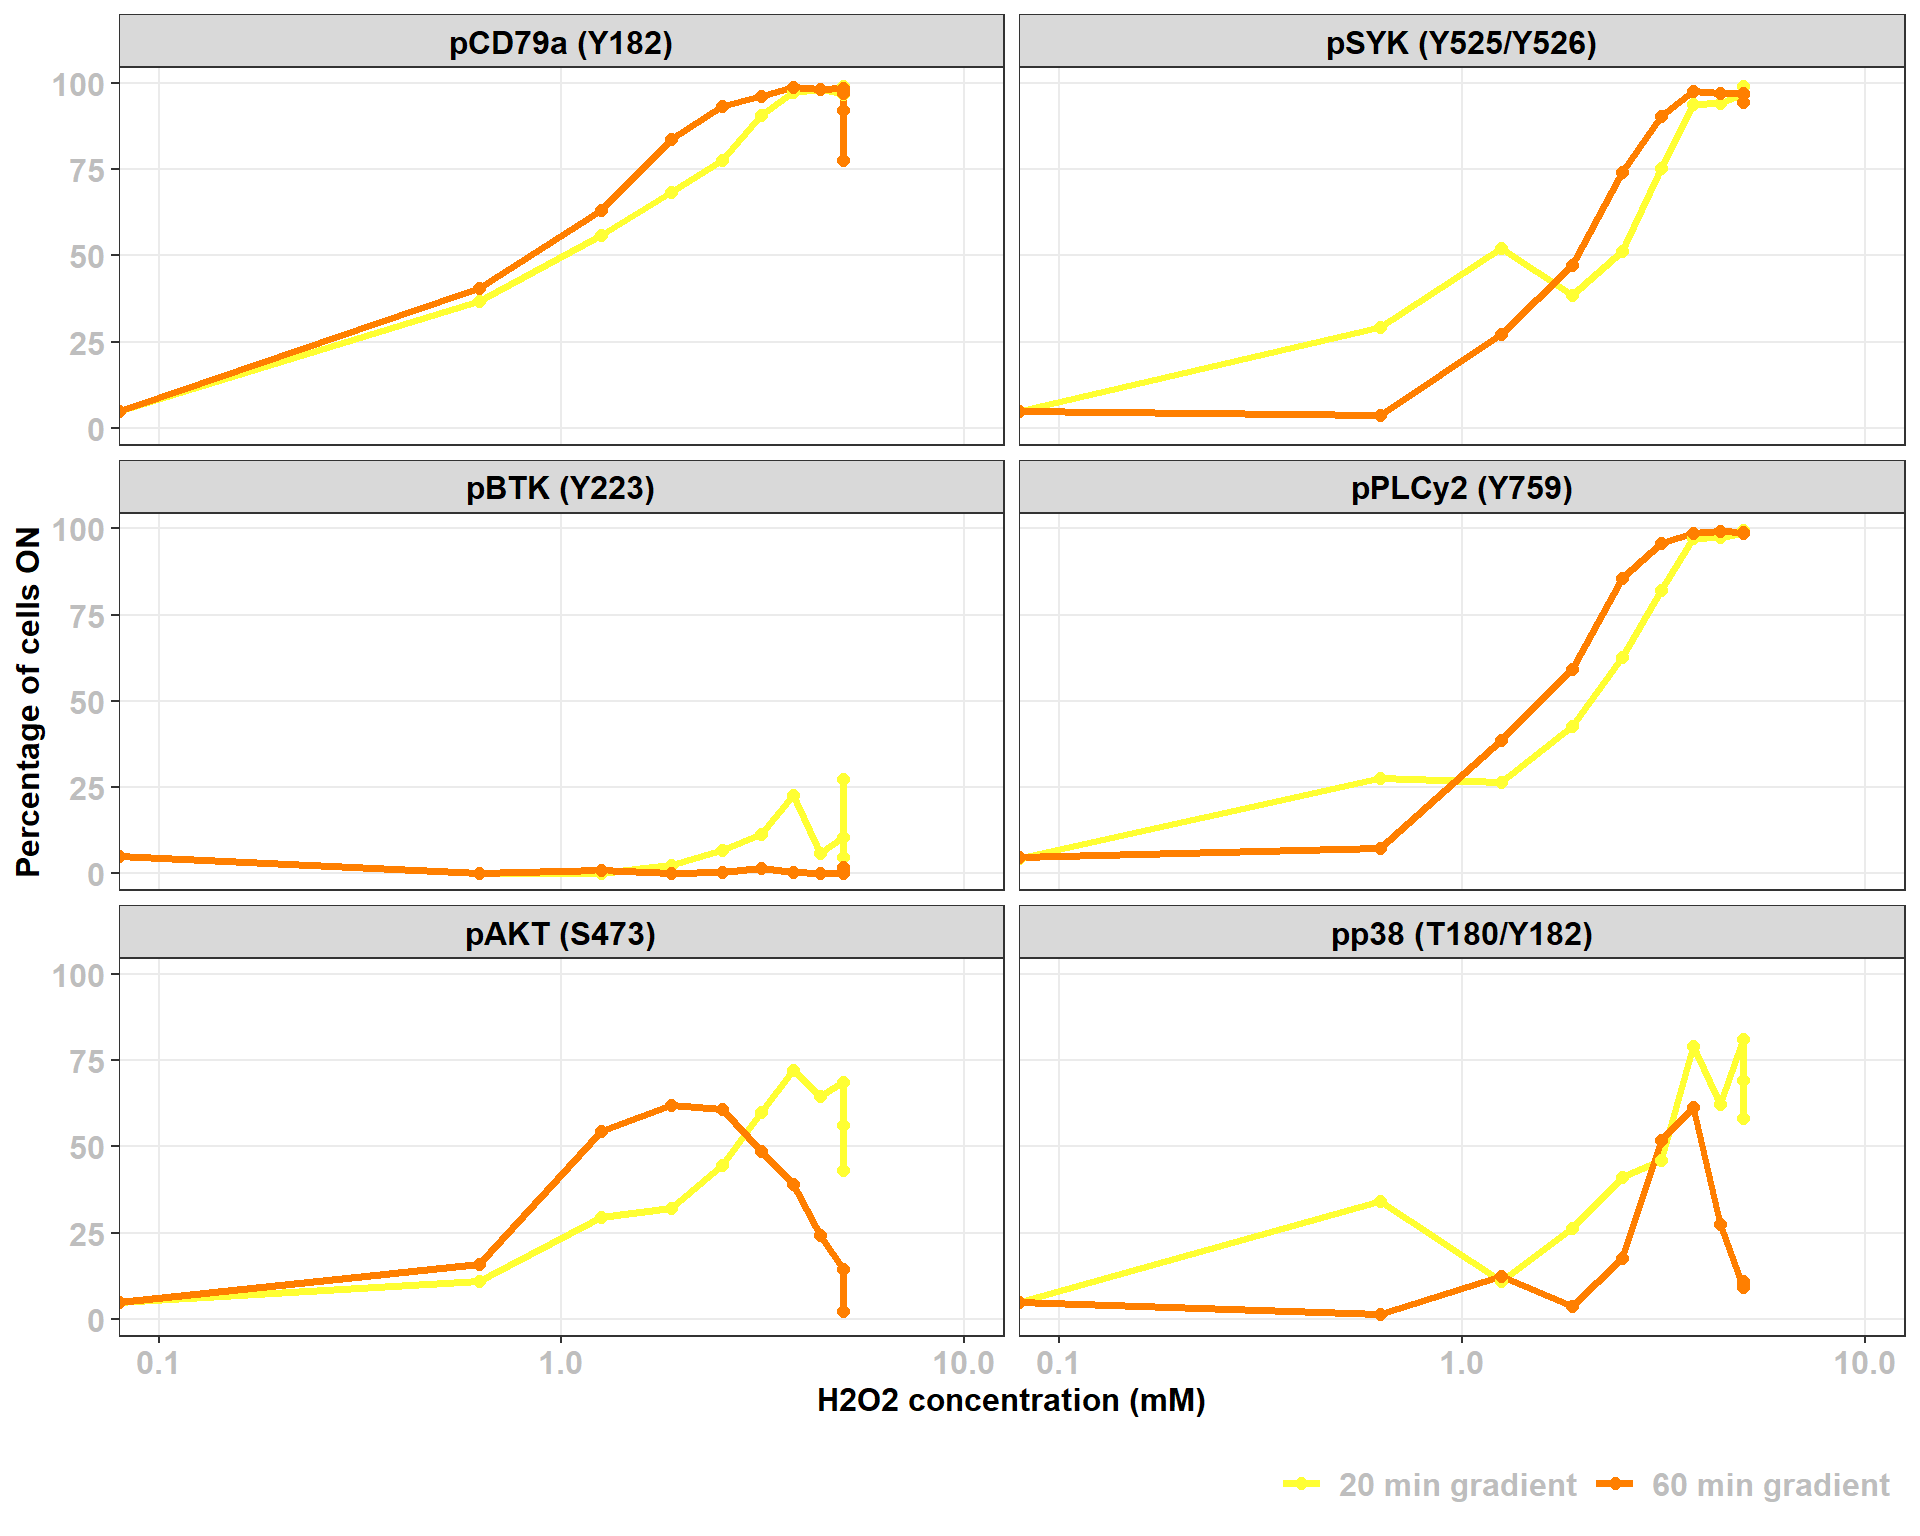 pCD79a (Y182)
pSYK (Y525/Y526)
100
75
50
25
0
pBTK (Y223)
pPLCy2 (Y759)
100
75
50
25
0
Percentage of cells ON
pAKT (S473)
pp38 (T180/Y182)
100
75
50
25
0
0.1 1.0 10.0 0.1 1.0 10.0
H2O2 concentration (mM)
20 min gradient 60 min gradient